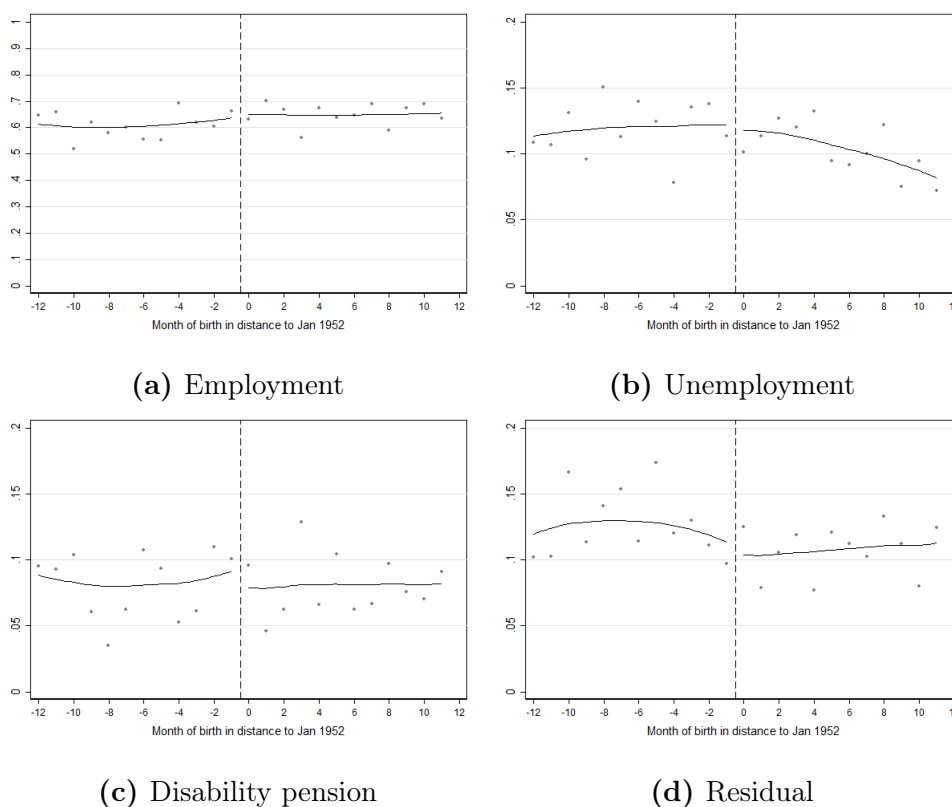 1
.9
.8
.7
.6
.5
.4
.3
.2
.1
0
-12 -10 -8 -6 -4 -2 0 2 4 6 8 10 12
Month of birth in distance to Jan 1952
(a) Employment
.15
.1
.05
0
-12 -10 -8 -6 -4 -2 0 2 4 6 8 10 1
Month of birth in distance to Jan 1952
(b) Unemployment
.2
.15
.1
.05
0
-12 -10 -8 -6 -4 -2 0 2 4 6 8 10 12
Month of birth in distance to Jan 1952
(c) Disability pension
.2
.15
.1
.05
0
-12 -10 -8 -6 -4 -2 0 2 4 6 8 10 1
Month of birth in distance to Jan 1952
(d) Residual